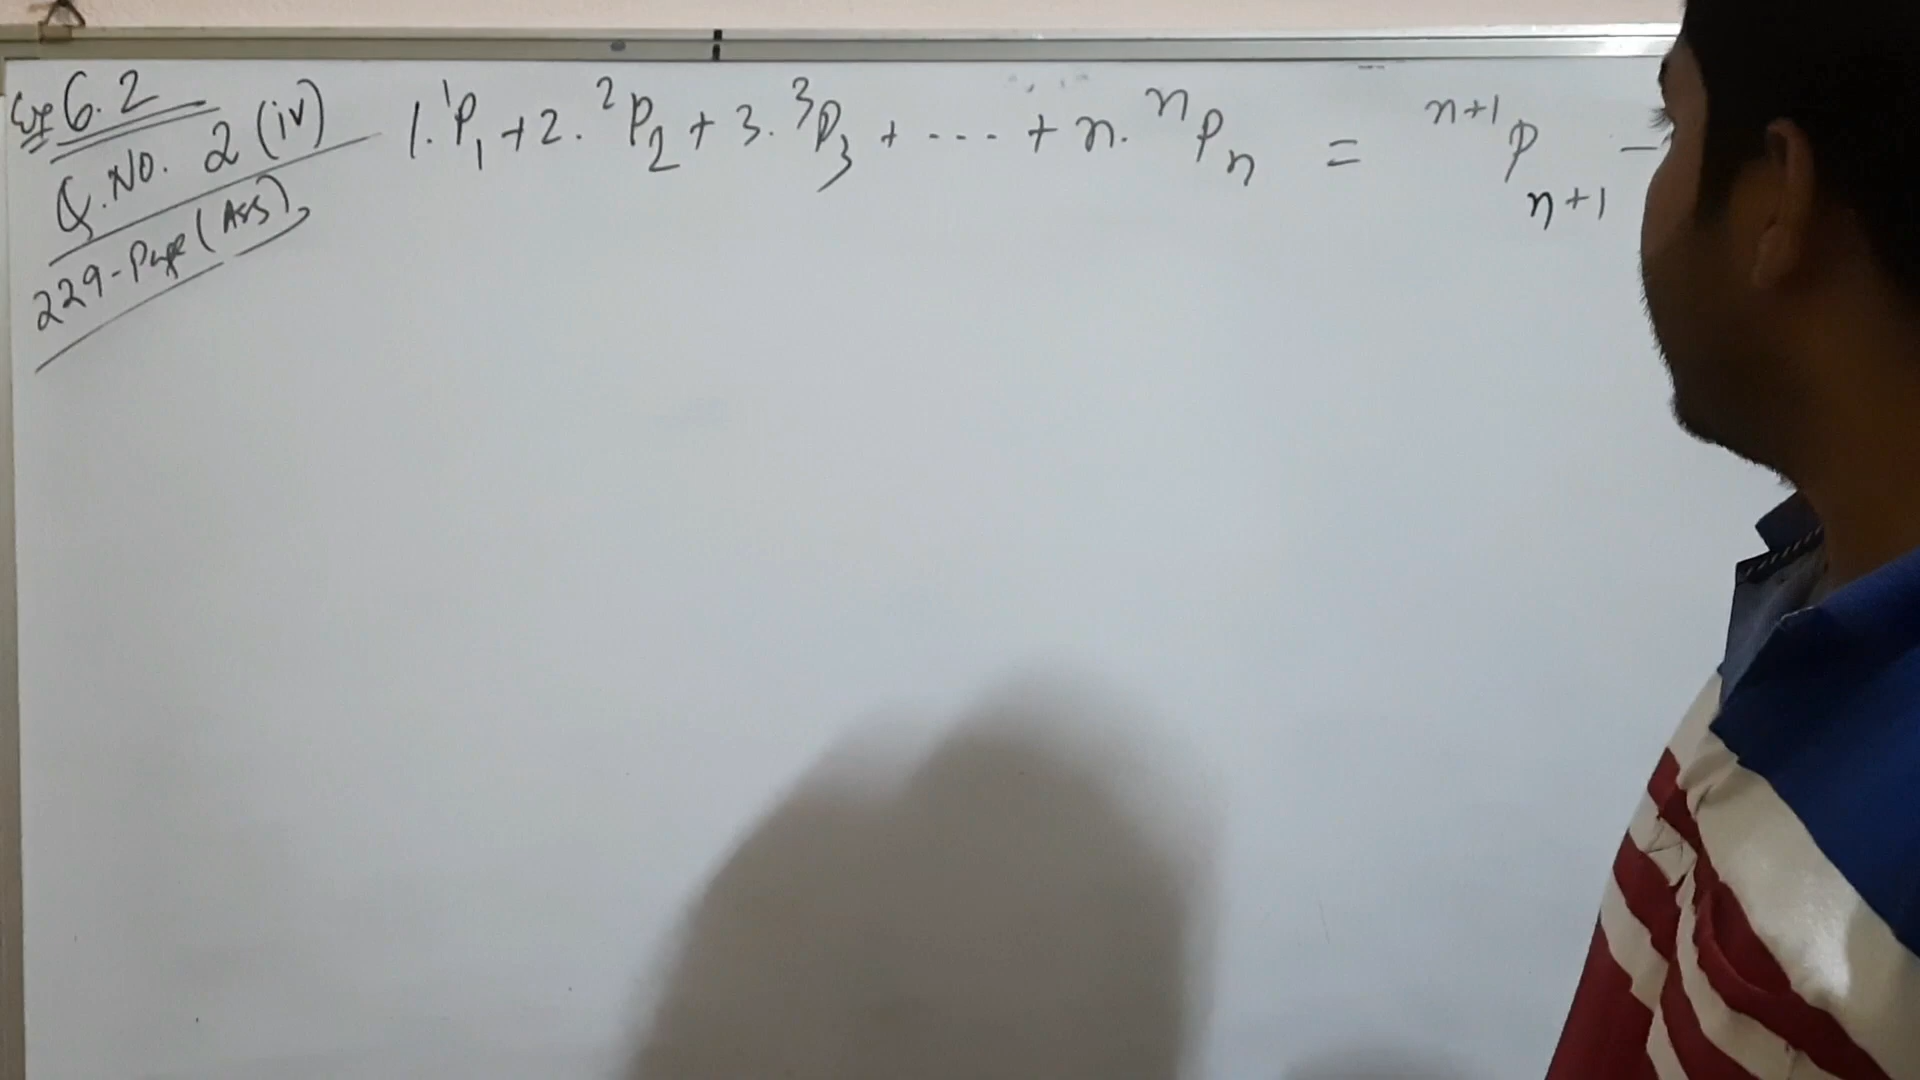 Ex 6.2
Q.NO. 2 (iv)
229-Page (Ass),
1.¹P₁ + 2.²P₂ + 3.³P₃ + ---- + n.ⁿPₙ = ⁿ⁺¹Pₙ₊₁ -